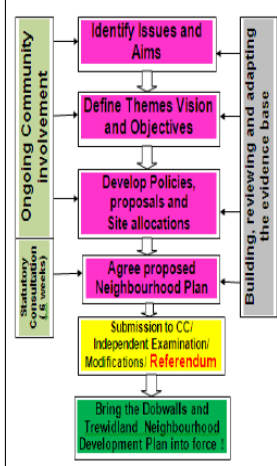 Identify Issues and
Aims
Define Themes Vision
and Objectives
Develop Policies,
proposals and
Site allocations
Agree proposed
Neighbourhood Plan
Submission to CC/
Independent Examination/
Modifications/ Referendum
Bring the Dobwalls and
Trewidland Neighbourhood
Development Plan into force !
Ongoing Community
involvement
Statutory
Consultation
( 6 weeks)
Building, reviewing and adapting
the evidence base